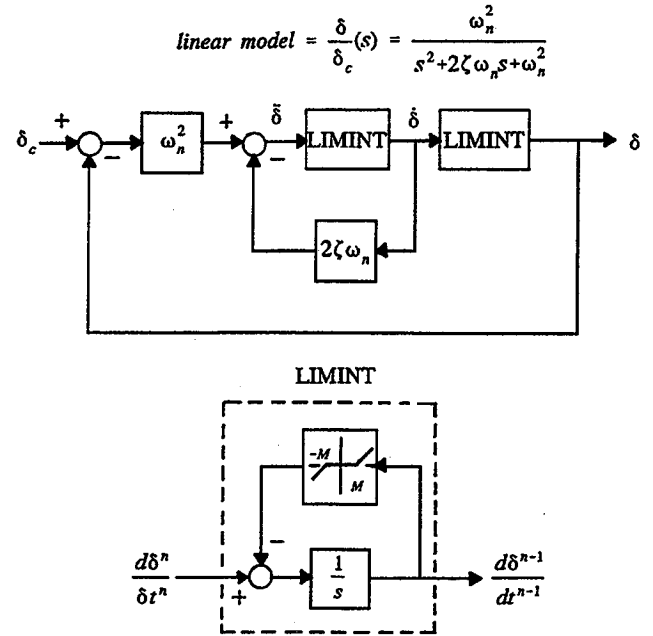 linear model = δ/δ_c (s) = ω_n^2 / s^2+2ζω_n s+ω_n^2
δ_c + − ω_n^2 + − δ̈ LIMINT δ̇ LIMINT δ
2ζω_n
LIMINT
-M M
dδ^n/δt^n + − 1/s dδ^{n-1}/dt^{n-1}